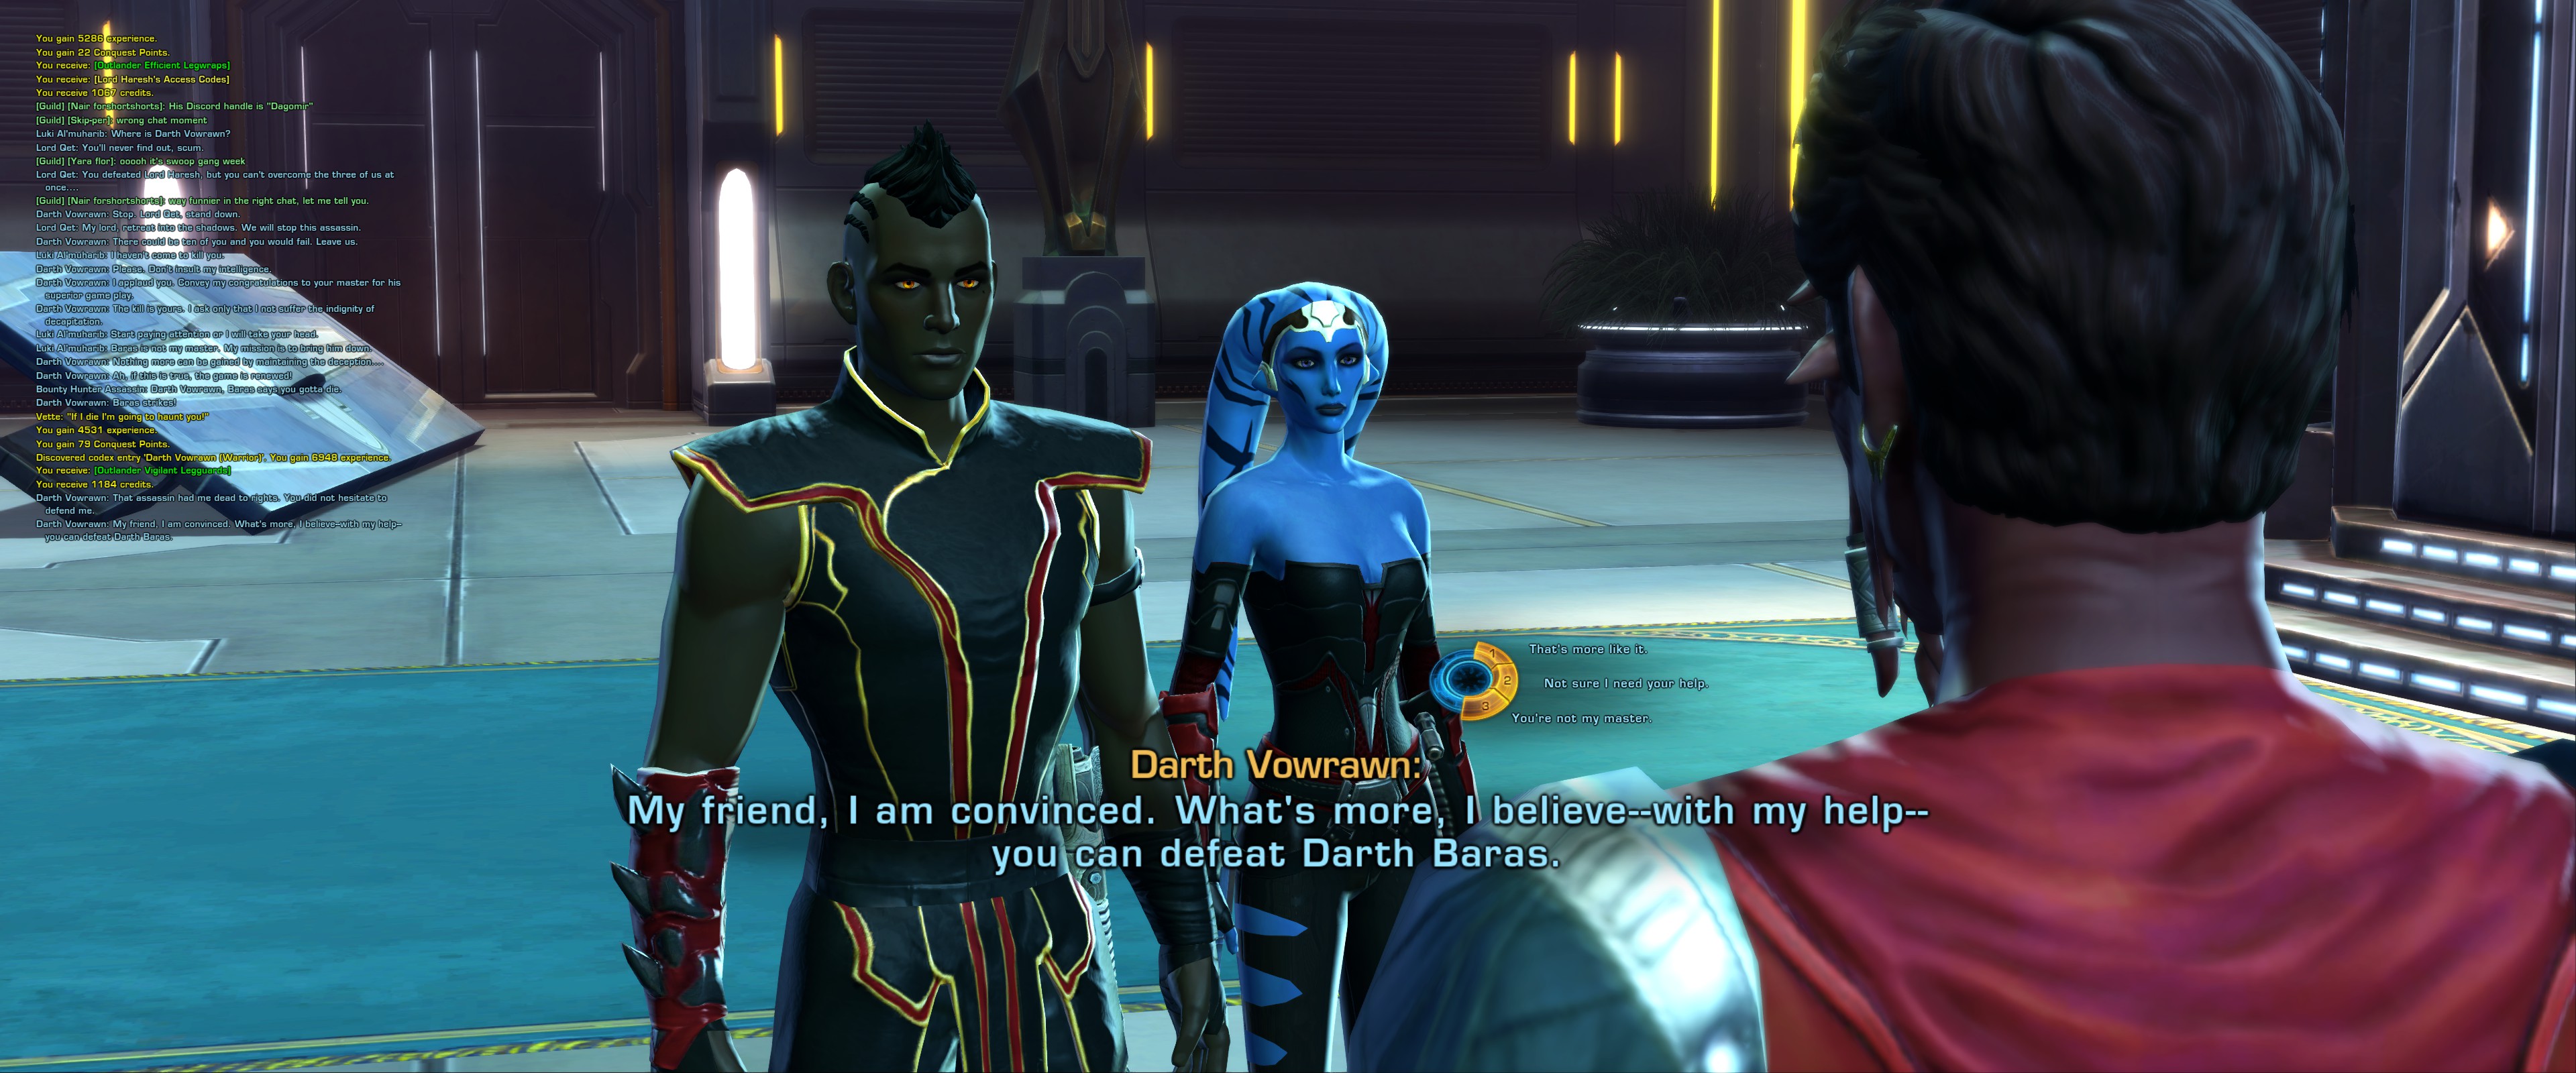 You gain 5286 experience.
You gain 22 Conquest Points.
You receive: [Outlander Efficient Legwraps]
You receive: [Lord Haresh's Access Codes]
You receive 1067 credits.
[Guild] [Nair forshortshorts]: His Discord handle is "Dagomir"
[Guild] [Skip-per]: wrong chat moment
Luki Al'muharib: Where is Darth Vowrawn?
Lord Qet: You'll never find out, scum.
[Guild] [Yara flor]: ooooh it's swoop gang week
Lord Qet: You defeated Lord Haresh, but you can't overcome the three of us at
once....
[Guild] [Nair forshortshorts]: way funnier in the right chat, let me tell you.
Darth Vowrawn: Stop. Lord Qet, stand down.
Lord Qet: My lord, retreat into the shadows. We will stop this assassin.
Darth Vowrawn: There could be ten of you and you would fail. Leave us.
Luki Al'muharib: I haven't come to kill you.
Darth Vowrawn: Please. Don't insult my intelligence.
Darth Vowrawn: I applaud you. Convey my congratulations to your master for his
superior game play.
Darth Vowrawn: The kill is yours. I ask only that I not suffer the indignity of
decapitation.
Luki Al'muharib: Start paying attention or I will take your head.
Luki Al'muharib: Baras is not my master. My mission is to bring him down.
Darth Vowrawn: Nothing more can be gained by maintaining the deception....
Darth Vowrawn: Ah, if this is true, the game is renewed!
Bounty Hunter Assassin: Darth Vowrawn, Baras says you gotta die.
Darth Vowrawn: Baras strikes!
Vette: "If I die I'm going to haunt you!"
You gain 4531 experience.
You gain 79 Conquest Points.
Discovered codex entry 'Darth Vowrawn (Warrior)'. You gain 6948 experience.
You receive: [Outlander Vigilant Legguards]
You receive 1184 credits.
Darth Vowrawn: That assassin had me dead to rights. You did not hesitate to
defend me.
Darth Vowrawn: My friend, I am convinced. What's more, I believe--with my help--
you can defeat Darth Baras.
1 That's more like it.
2 Not sure I need your help.
3 You're not my master.
Darth Vowrawn:
My friend, I am convinced. What's more, I believe--with my help--
you can defeat Darth Baras.